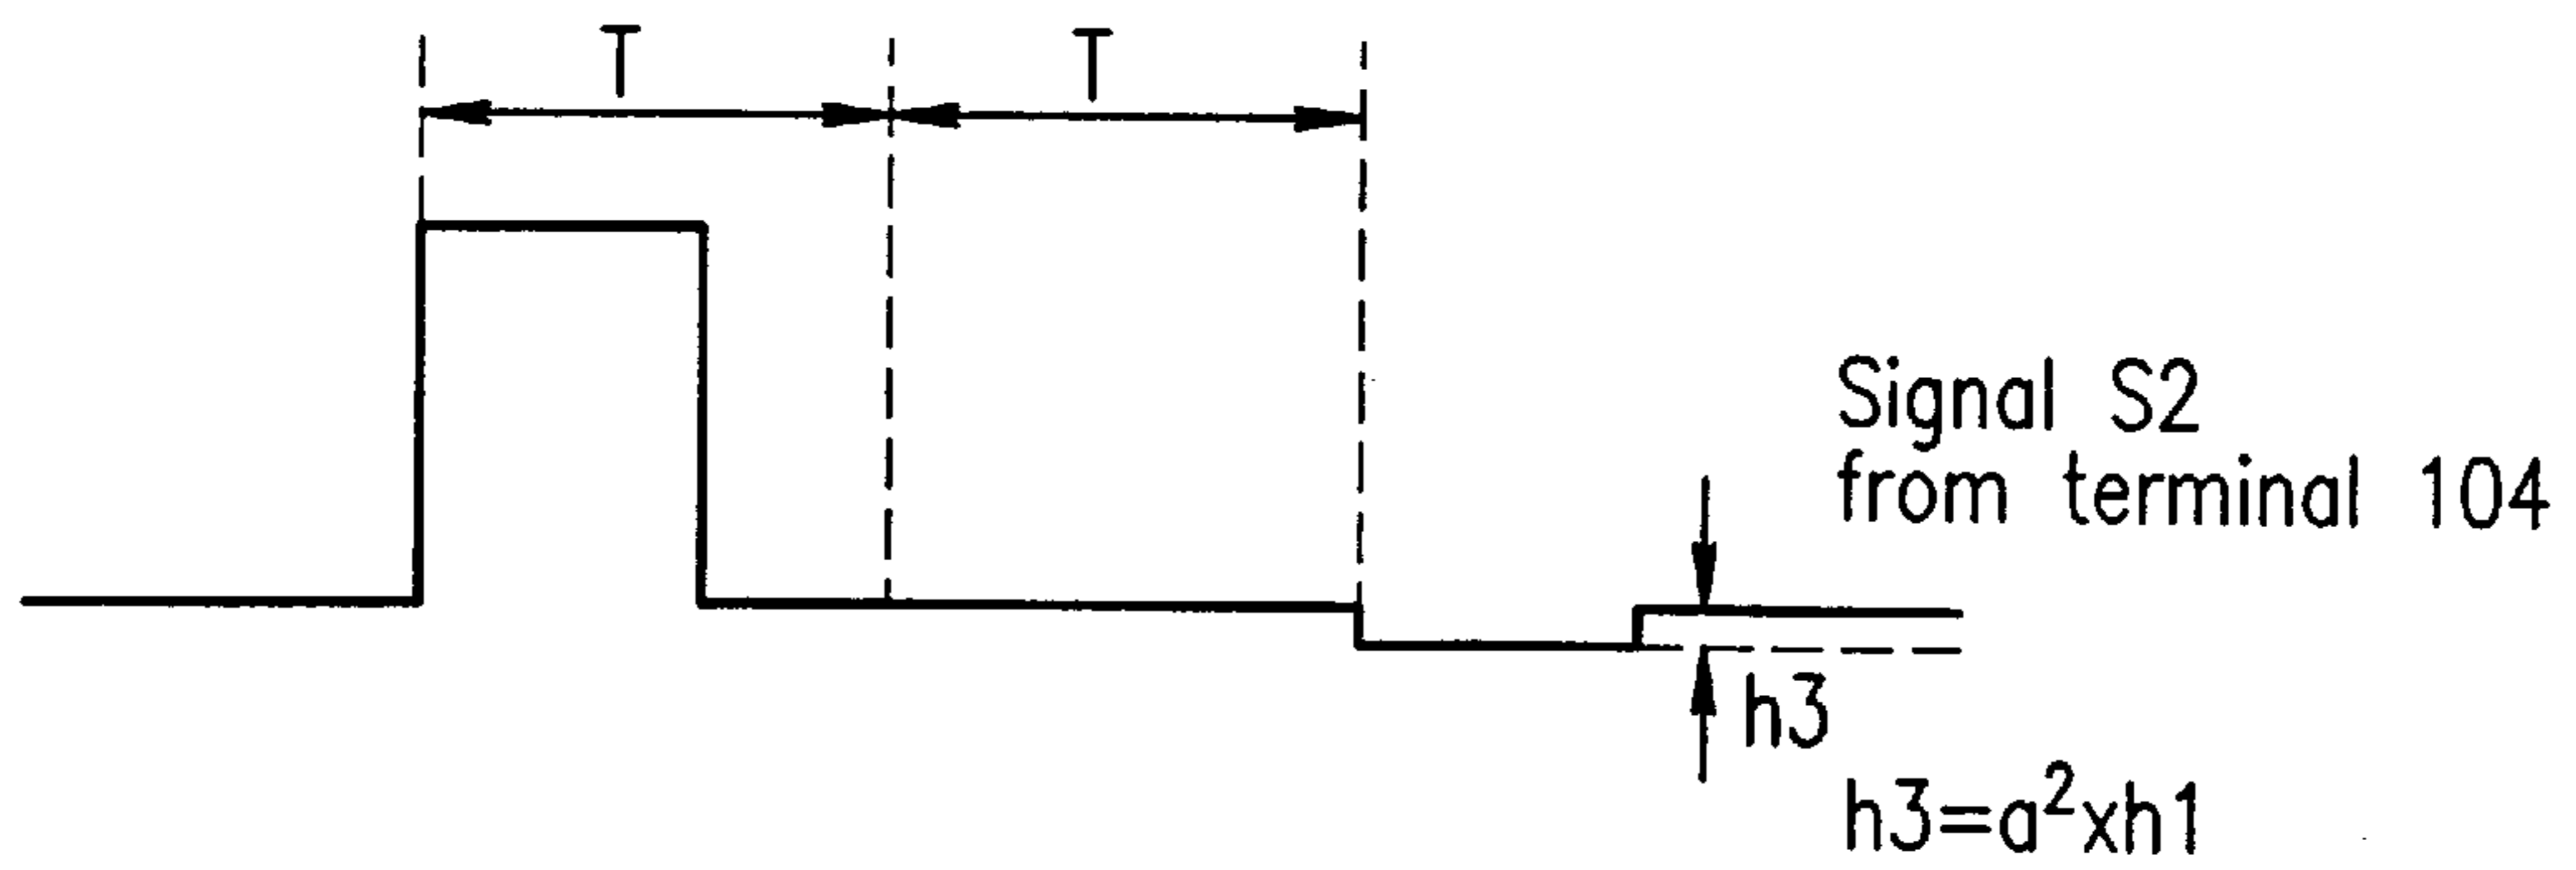 T T
Signal S2
from terminal 104
h3
h3=a²xh1